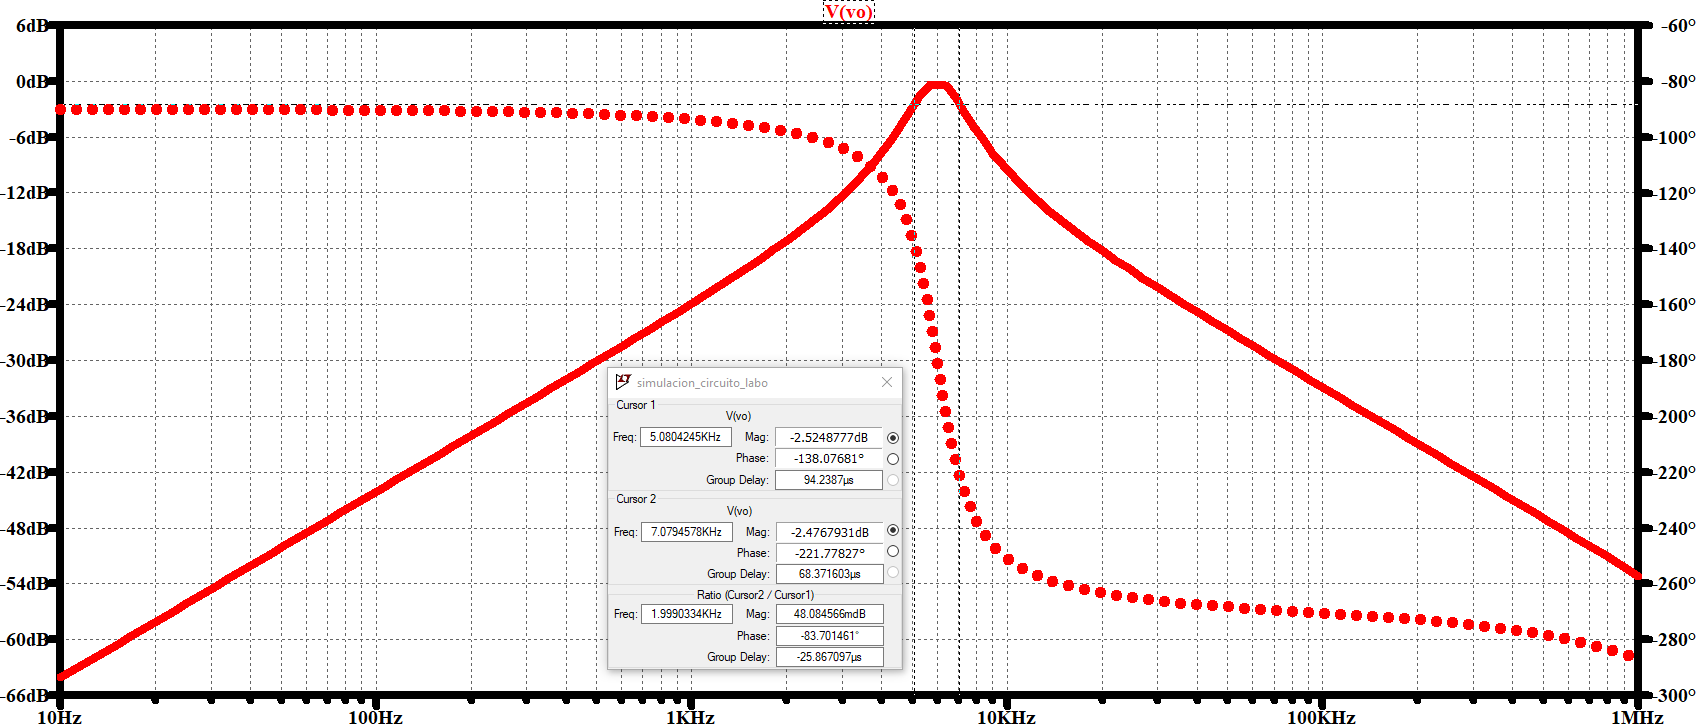 V(vo)
6dB
0dB
-6dB
-12dB
-18dB
-24dB
-30dB
-36dB
-42dB
-48dB
-54dB
-60dB
-66dB
-60°
-80°
-100°
-120°
-140°
-160°
-180°
-200°
-220°
-240°
-260°
-280°
-300°
10Hz 100Hz 1KHz 10KHz 100KHz 1MHz
simulacion_circuito_labo
Cursor 1
V(vo)
Freq: 5.0804245KHz Mag: -2.5248777dB
Phase: -138.07681°
Group Delay: 94.2387µs
Cursor 2
V(vo)
Freq: 7.0794578KHz Mag: -2.4767931dB
Phase: -221.77827°
Group Delay: 68.371603µs
Ratio (Cursor2 / Cursor1)
Freq: 1.9990334KHz Mag: 48.084566mdB
Phase: -83.701461°
Group Delay: -25.867097µs